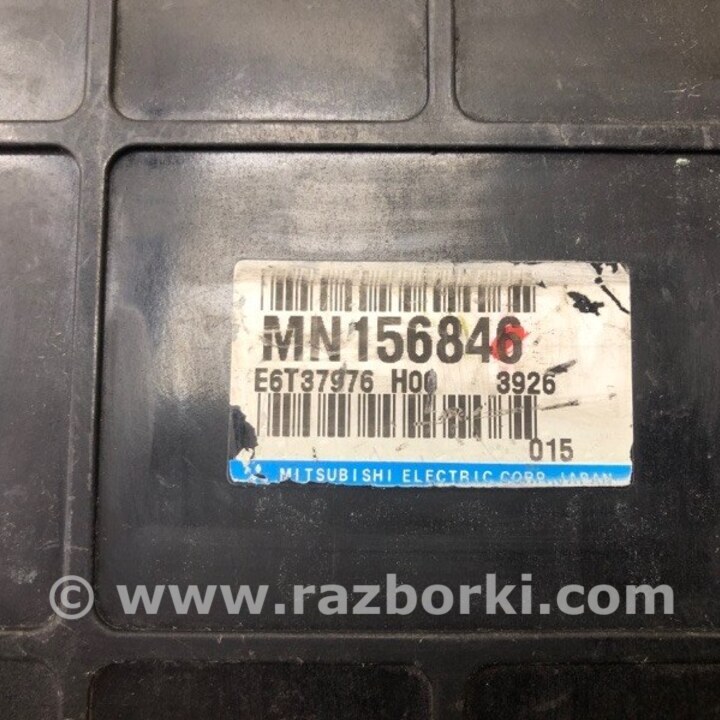 MN156846
E6T37976 H00 3926
015
MITSUBISHI ELECTRIC CORP. JAPAN
© www.razborki.com